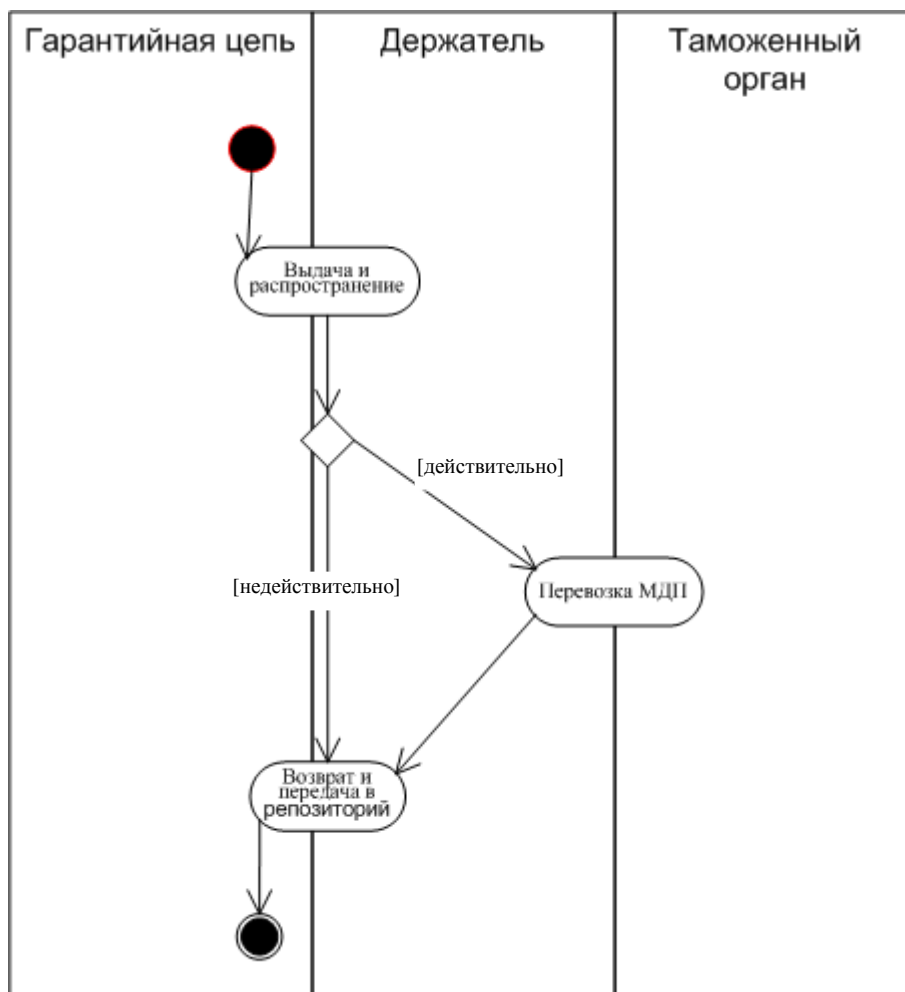 Гарантийная цепь
Держатель
Таможенный
орган
Выдача и
распространение
[действительно]
[недействительно]
Перевозка МДП
Возврат и
передача в
репозиторий